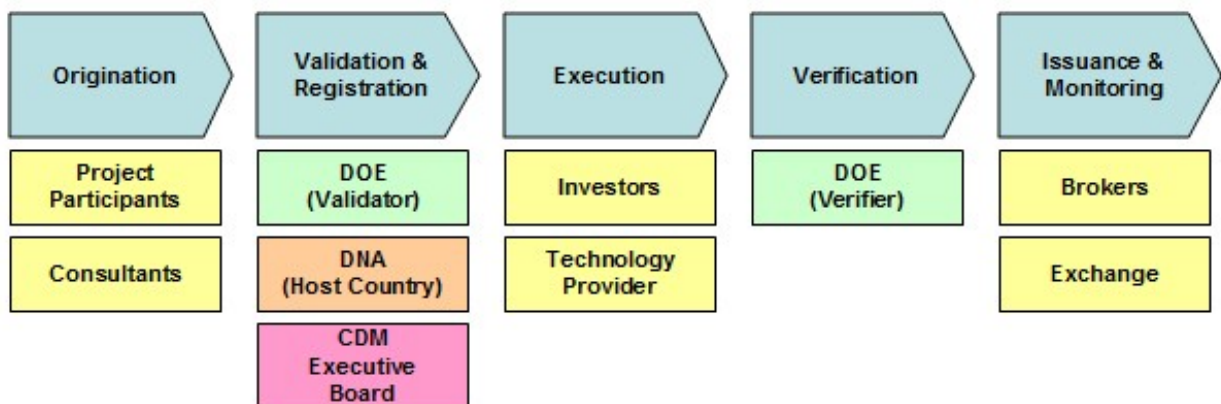 Origination
Validation &
Registration
Execution
Verification
Issuance &
Monitoring
Project
Participants
DOE
(Validator)
Investors
DOE
(Verifier)
Brokers
Consultants
DNA
(Host Country)
Technology
Provider
Exchange
CDM
Executive
Board